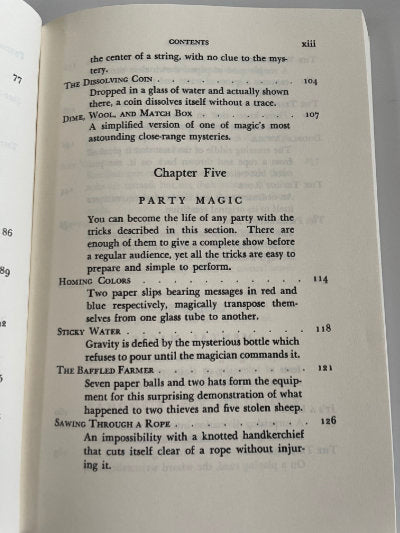 CONTENTS xiii
the center of a string, with no clue to the mys-
tery.
THE DISSOLVING COIN . . . . . . . . . . . 104
Dropped in a glass of water and actually shown
there, a coin dissolves itself without a trace.
DIME, WOOL, AND MATCH BOX . . . . . . . . 107
A simplified version of one of magic's most
astounding close-range mysteries.
Chapter Five
PARTY MAGIC
You can become the life of any party with the
tricks described in this section. There are
enough of them to give a complete show before
a regular audience, yet all the tricks are easy to
prepare and simple to perform.
HOMING COLORS . . . . . . . . . . . . . 114
Two paper slips bearing messages in red and
blue respectively, magically transpose them-
selves from one glass tube to another.
STICKY WATER . . . . . . . . . . . . . . 118
Gravity is defied by the mysterious bottle which
refuses to pour until the magician commands it.
THE BAFFLED FARMER . . . . . . . . . . . 121
Seven paper balls and two hats form the equip-
ment for this surprising demonstration of what
happened to two thieves and five stolen sheep.
SAWING THROUGH A ROPE . . . . . . . . . 126
An impossibility with a knotted handkerchief
that cuts itself clear of a rope without injur-
ing it.
77
86
89